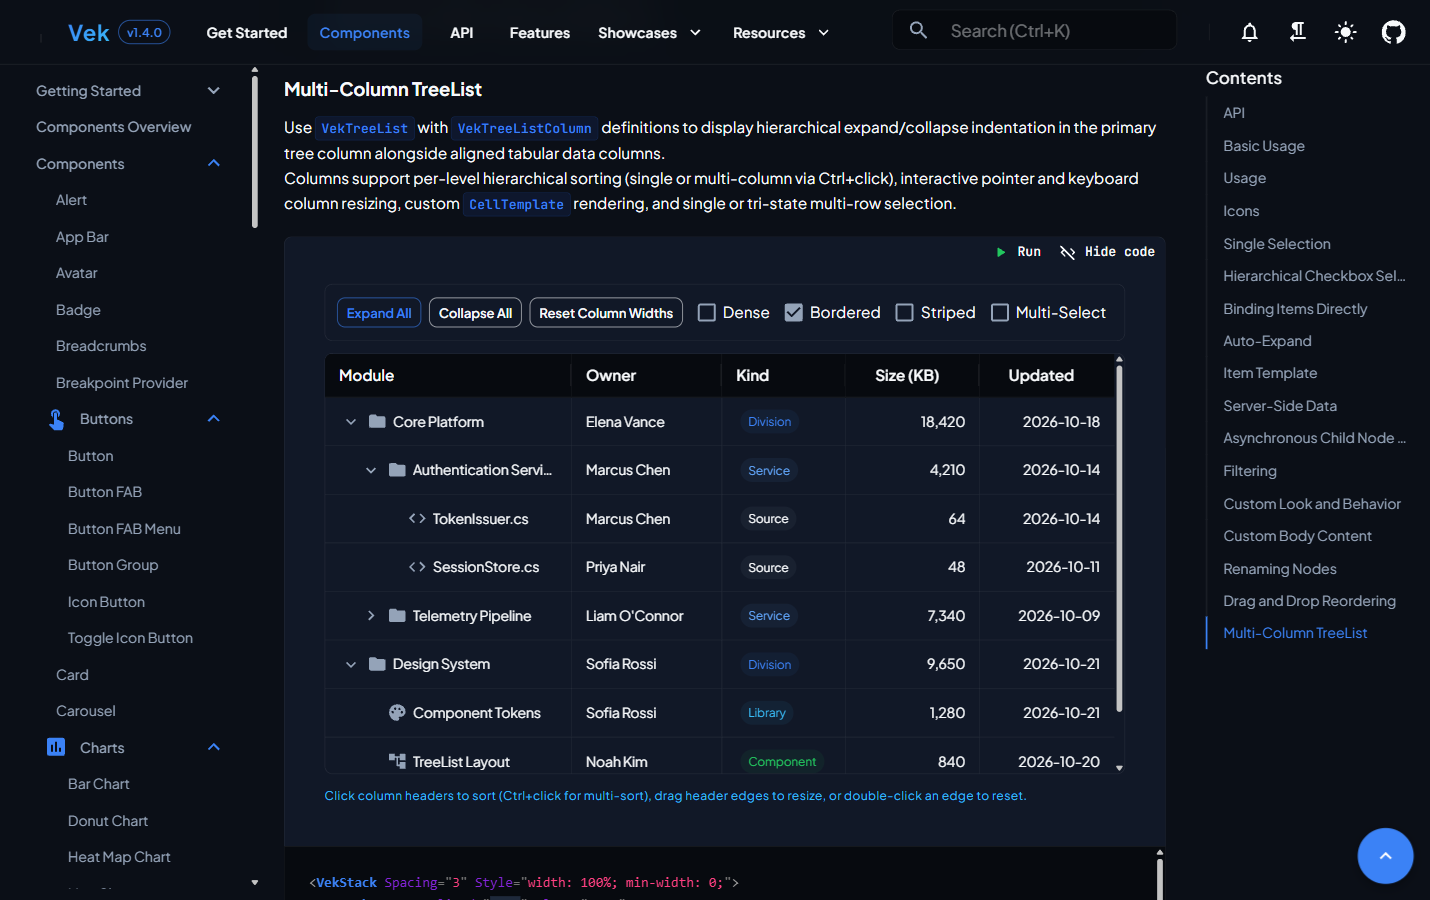 Vek v1.4.0 Get Started Components API Features Showcases Resources Search (Ctrl+K)
Getting Started
Components Overview
Components
Alert
App Bar
Avatar
Badge
Breadcrumbs
Breakpoint Provider
Buttons
Button
Button FAB
Button FAB Menu
Button Group
Icon Button
Toggle Icon Button
Card
Carousel
Charts
Bar Chart
Donut Chart
Heat Map Chart
Multi-Column TreeList
Use VekTreeList with VekTreeListColumn definitions to display hierarchical expand/collapse indentation in the primary
tree column alongside aligned tabular data columns.
Columns support per-level hierarchical sorting (single or multi-column via Ctrl+click), interactive pointer and keyboard
column resizing, custom CellTemplate rendering, and single or tri-state multi-row selection.
Run Hide code
Expand All Collapse All Reset Column Widths Dense Bordered Striped Multi-Select
Module Owner Kind Size (KB) Updated
Core Platform Elena Vance Division 18,420 2026-10-18
Authentication Servi... Marcus Chen Service 4,210 2026-10-14
TokenIssuer.cs Marcus Chen Source 64 2026-10-14
SessionStore.cs Priya Nair Source 48 2026-10-11
Telemetry Pipeline Liam O'Connor Service 7,340 2026-10-09
Design System Sofia Rossi Division 9,650 2026-10-21
Component Tokens Sofia Rossi Library 1,280 2026-10-21
TreeList Layout Noah Kim Component 840 2026-10-20
Click column headers to sort (Ctrl+click for multi-sort), drag header edges to resize, or double-click an edge to reset.
<VekStack Spacing="3" Style="width: 100%; min-width: 0;">
Contents
API
Basic Usage
Usage
Icons
Single Selection
Hierarchical Checkbox Sel...
Binding Items Directly
Auto-Expand
Item Template
Server-Side Data
Asynchronous Child Node ...
Filtering
Custom Look and Behavior
Custom Body Content
Renaming Nodes
Drag and Drop Reordering
Multi-Column TreeList